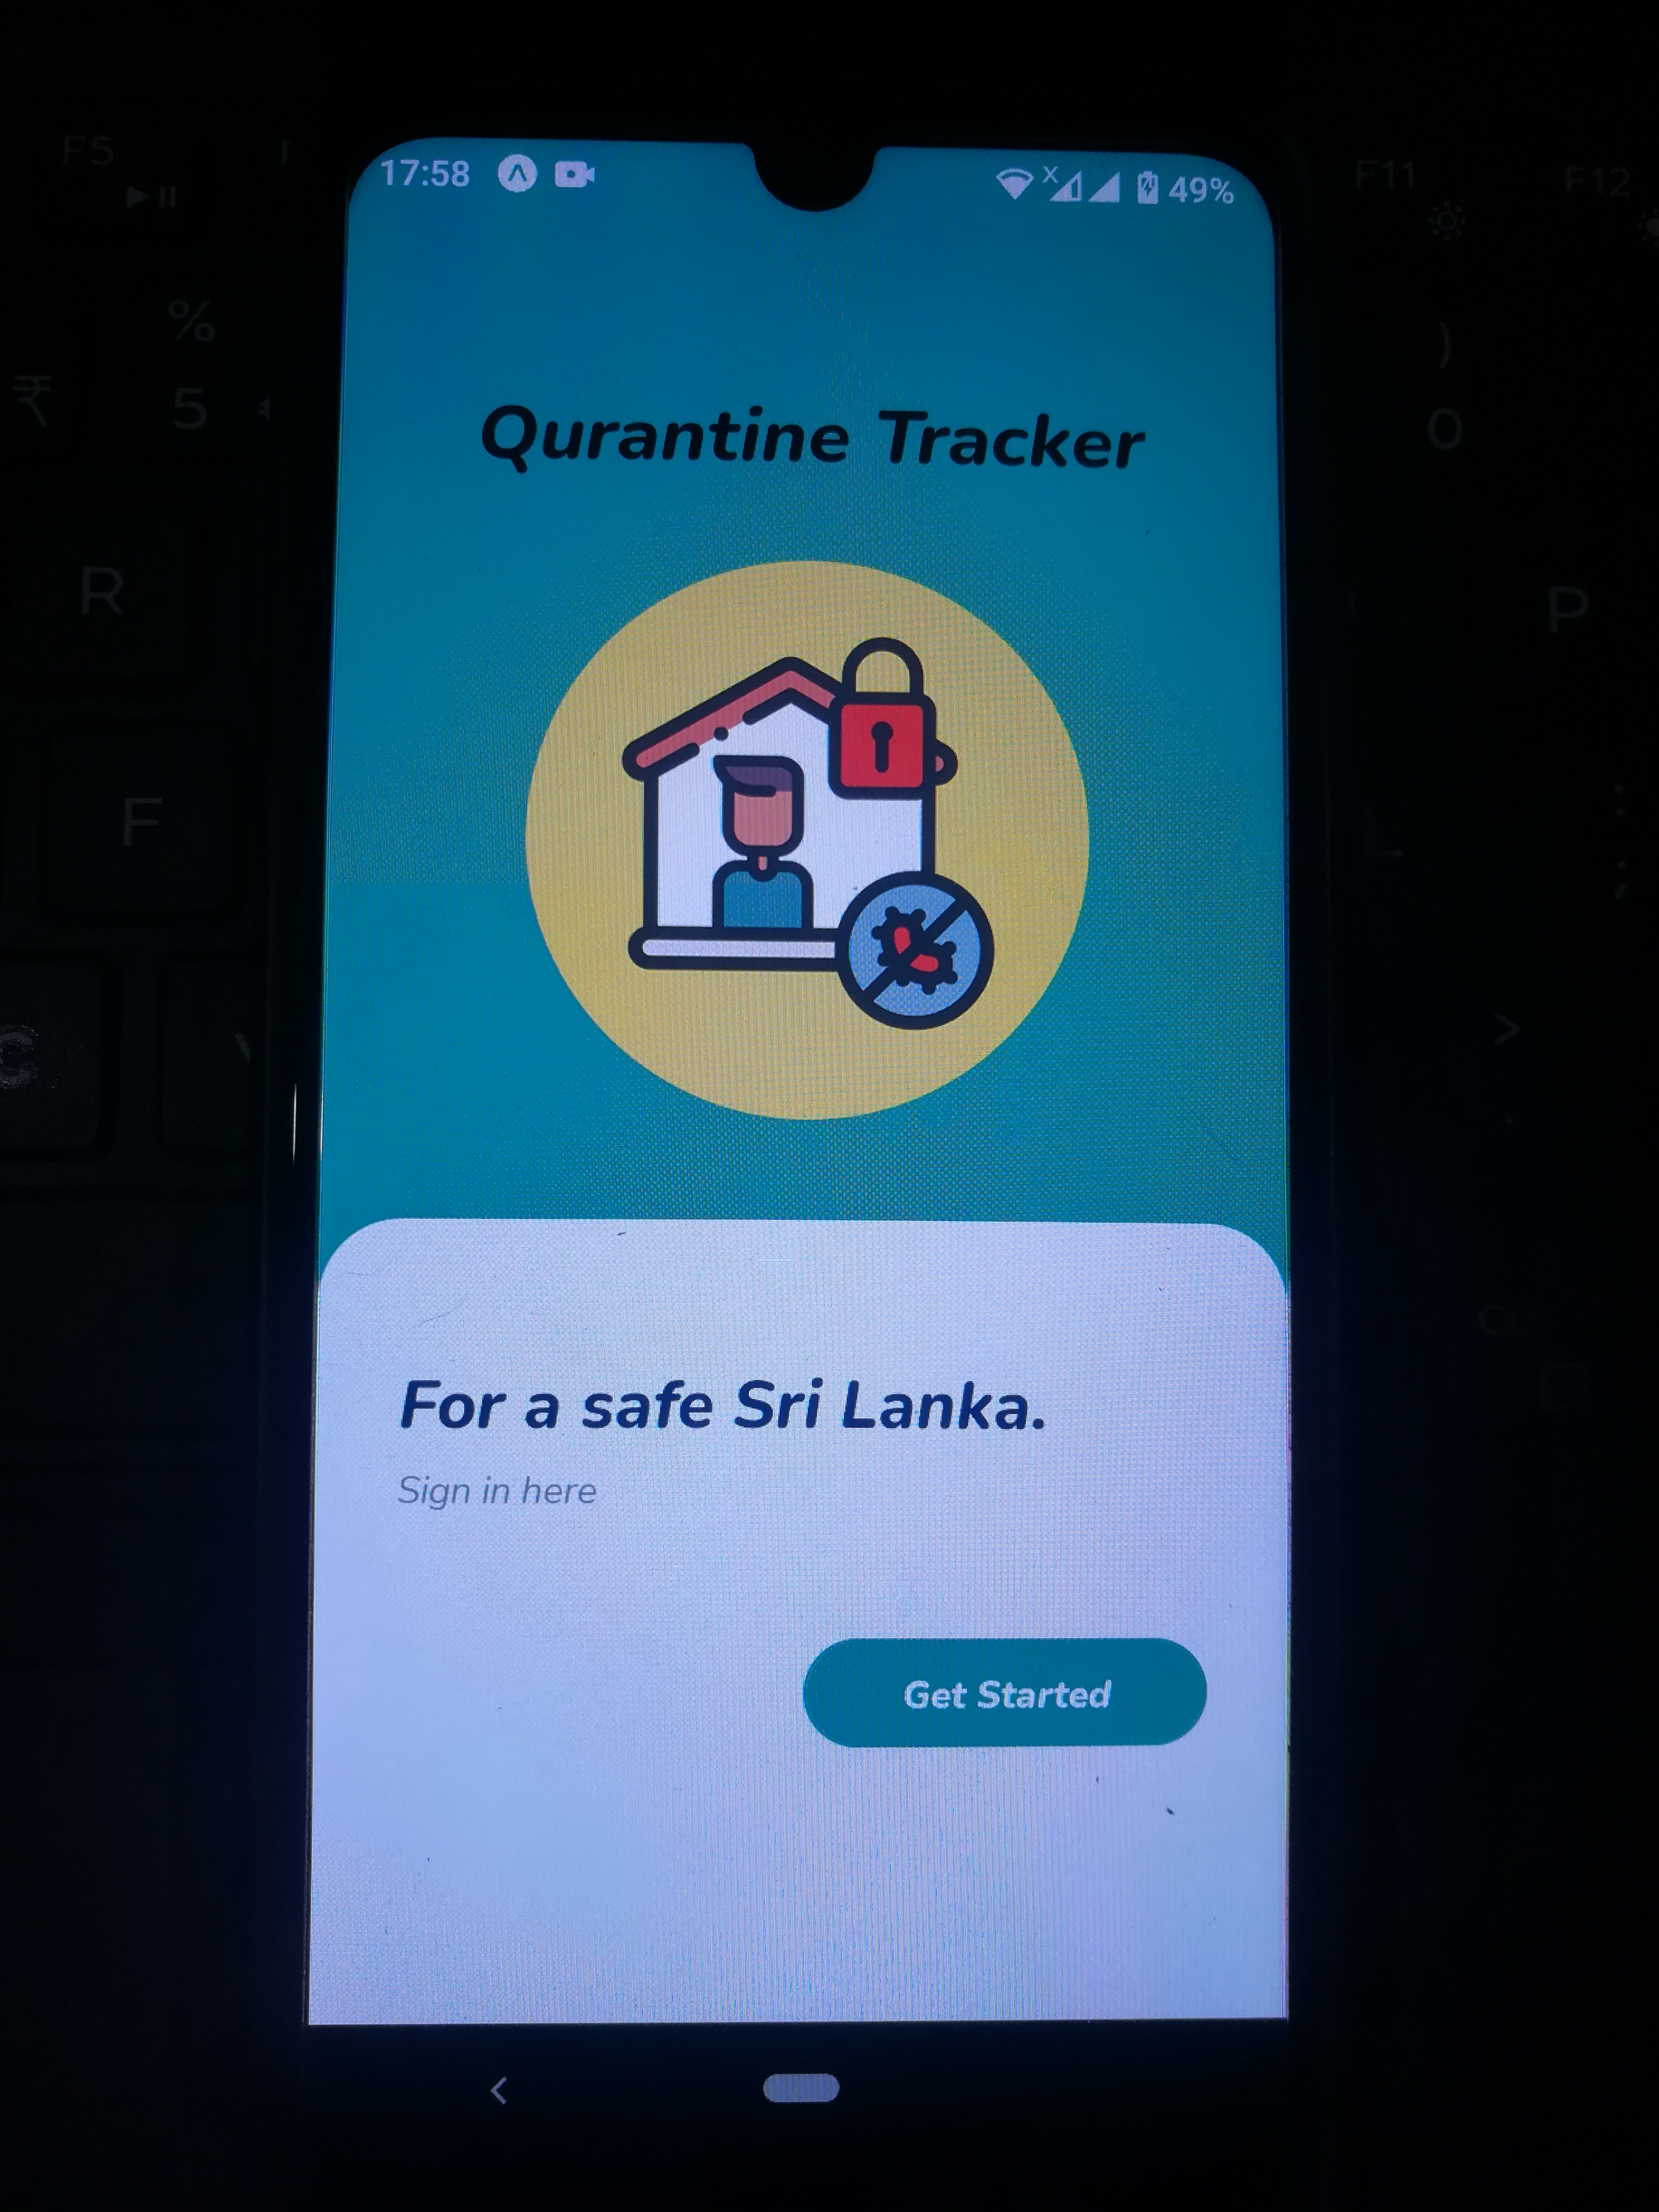 17:58
49%
Qurantine Tracker
For a safe Sri Lanka.
Sign in here
Get Started
F5
F11
F12
%
₹
5
)
0
R
P
F
L
:
;
C
>
.